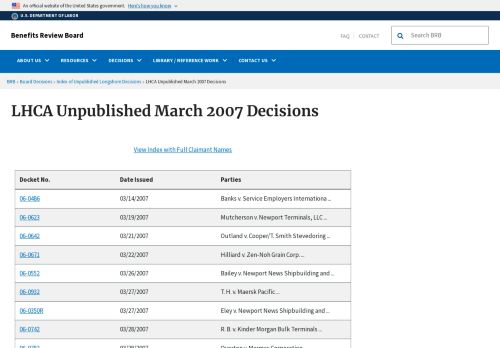 An official website of the United States government. Here's how you know
U.S. DEPARTMENT OF LABOR
Benefits Review Board
FAQ CONTACT
Search BRB
ABOUT US RESOURCES DECISIONS LIBRARY / REFERENCE WORK CONTACT US
BRB › Board Decisions › Index of Unpublished Longshore Decisions › LHCA Unpublished March 2007 Decisions
LHCA Unpublished March 2007 Decisions
View Index with Full Claimant Names
Docket No. Date Issued Parties
06-0486 03/14/2007 Banks v. Service Employers Internationa ...
06-0623 03/19/2007 Mutcherson v. Newport Terminals, LLC ...
06-0642 03/21/2007 Outland v. Cooper/T. Smith Stevedoring ...
06-0671 03/22/2007 Hilliard v. Zen-Noh Grain Corp. ...
06-0552 03/26/2007 Bailey v. Newport News Shipbuilding and ...
06-0932 03/27/2007 T. H. v. Maersk Pacific ...
06-0350R 03/27/2007 Eley v. Newport News Shipbuilding and ...
06-0742 03/28/2007 R. B. v. Kinder Morgan Bulk Terminals ...